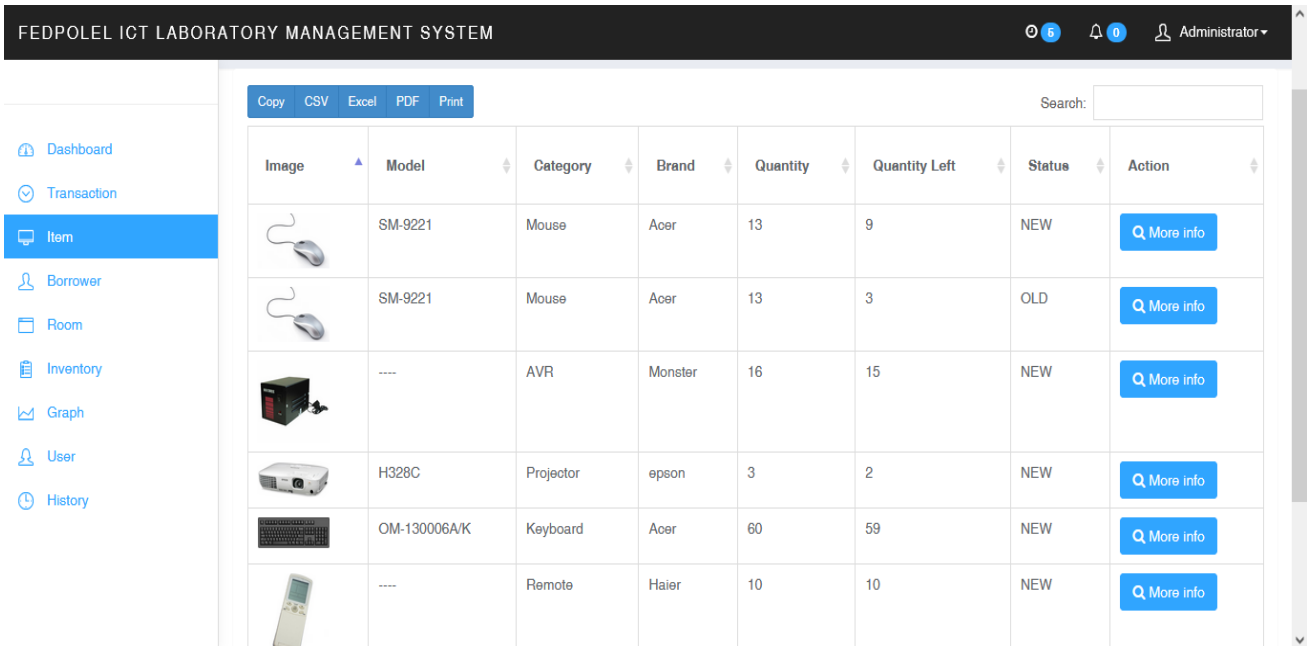 FEDPOLEL ICT LABORATORY MANAGEMENT SYSTEM 5 0 Administrator
Copy CSV Excel PDF Print Search:
Dashboard
Transaction
Item
Borrower
Room
Inventory
Graph
User
History
Image Model Category Brand Quantity Quantity Left Status Action
SM-9221 Mouse Acer 13 9 NEW More info
SM-9221 Mouse Acer 13 3 OLD More info
---- AVR Monster 16 15 NEW More info
H328C Projector epson 3 2 NEW More info
OM-130006A/K Keyboard Acer 60 59 NEW More info
---- Remote Haier 10 10 NEW More info